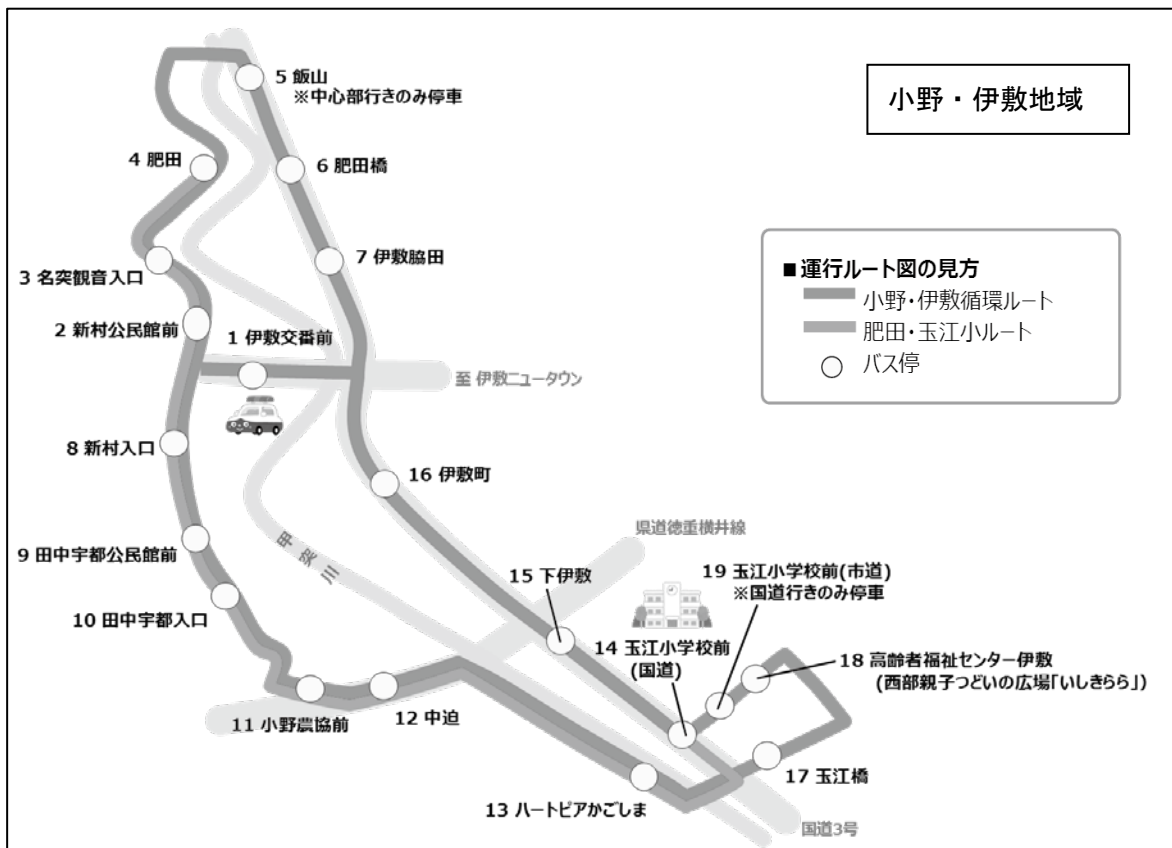 小野・伊敷地域
5 飯山
※中心部行きのみ停車
4 肥田
6 肥田橋
7 伊敷脇田
3 名突観音入口
2 新村公民館前
1 伊敷交番前
至 伊敷ニュータウン
■運行ルート図の見方
小野・伊敷循環ルート
肥田・玉江小ルート
バス停
8 新村入口
16 伊敷町
9 田中宇都公民館前
甲突川
県道徳重横井線
15 下伊敷
19 玉江小学校前(市道)
※国道行きのみ停車
10 田中宇都入口
14 玉江小学校前
(国道)
18 高齢者福祉センター伊敷
(西部親子つどいの広場「いしきらら」)
11 小野農協前
12 中迫
13 ハートピアかごしま
17 玉江橋
国道3号